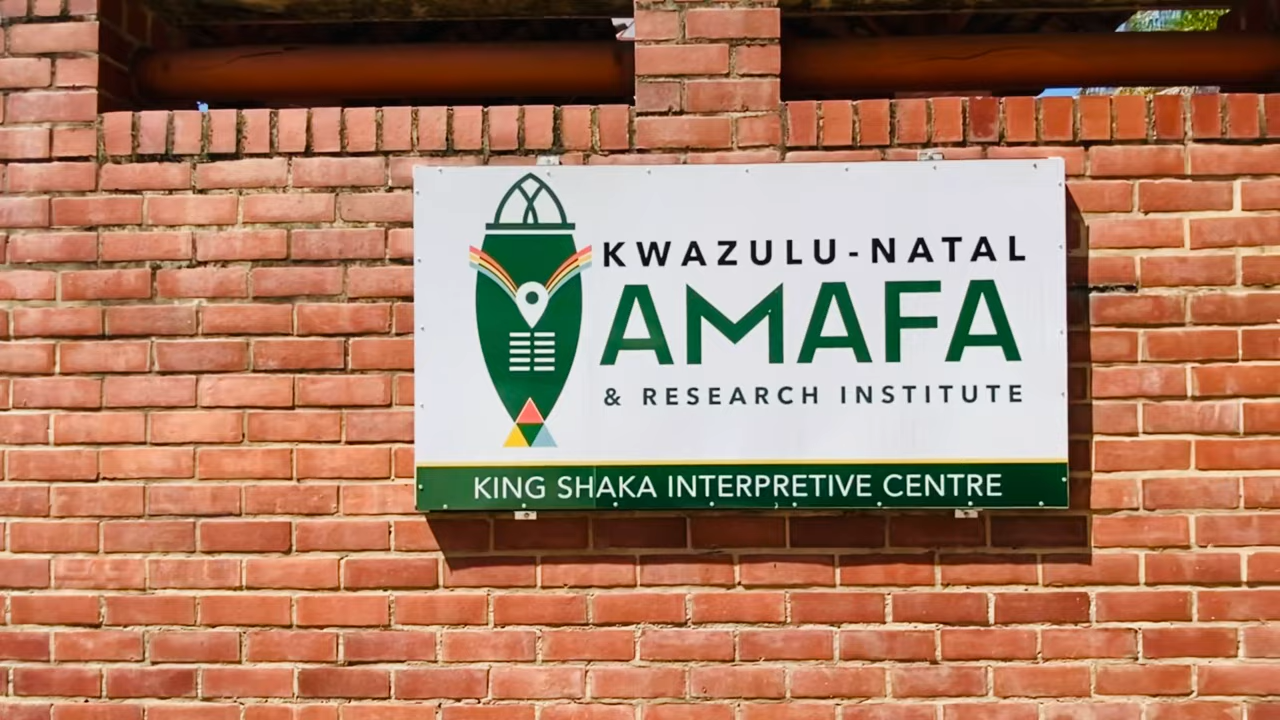 KWAZULU-NATAL
AMAFA
& RESEARCH INSTITUTE
KING SHAKA INTERPRETIVE CENTRE